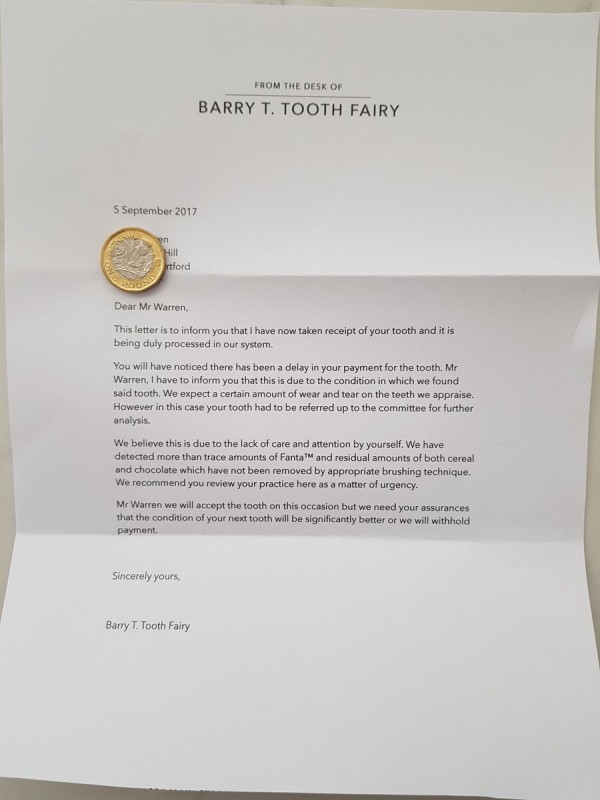 FROM THE DESK OF
BARRY T. TOOTH FAIRY
5 September 2017
ONE POUND
Dear Mr Warren,
This letter is to inform you that I have now taken receipt of your tooth and it is
being duly processed in our system.
You will have noticed there has been a delay in your payment for the tooth. Mr
Warren, I have to inform you that this is due to the condition in which we found
said tooth. We expect a certain amount of wear and tear on the teeth we appraise.
However in this case your tooth had to be referred up to the committee for further
analysis.
We believe this is due to the lack of care and attention by yourself. We have
detected more than trace amounts of Fanta™ and residual amounts of both cereal
and chocolate which have not been removed by appropriate brushing technique.
We recommend you review your practice here as a matter of urgency.
Mr Warren we will accept the tooth on this occasion but we need your assurances
that the condition of your next tooth will be significantly better or we will withhold
payment.
Sincerely yours,
Barry T. Tooth Fairy